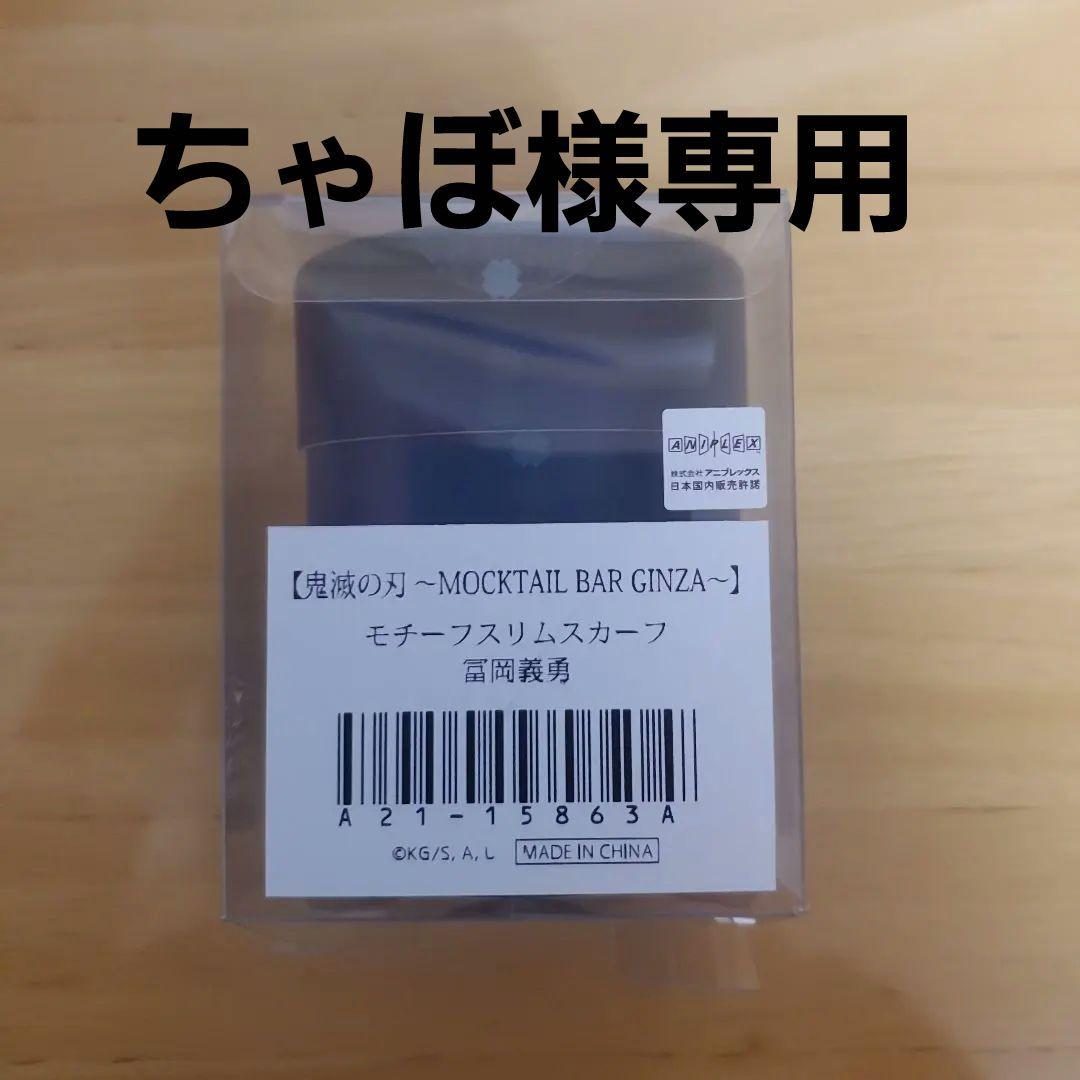 ちゃぼ様専用
ANIPLEX
株式会社 アニプレックス
日本国内販売許諾
【鬼滅の刃 ～MOCKTAIL BAR GINZA～】
モチーフスリムスカーフ
冨岡義勇
A21-15863A
©KG/S, A, U MADE IN CHINA